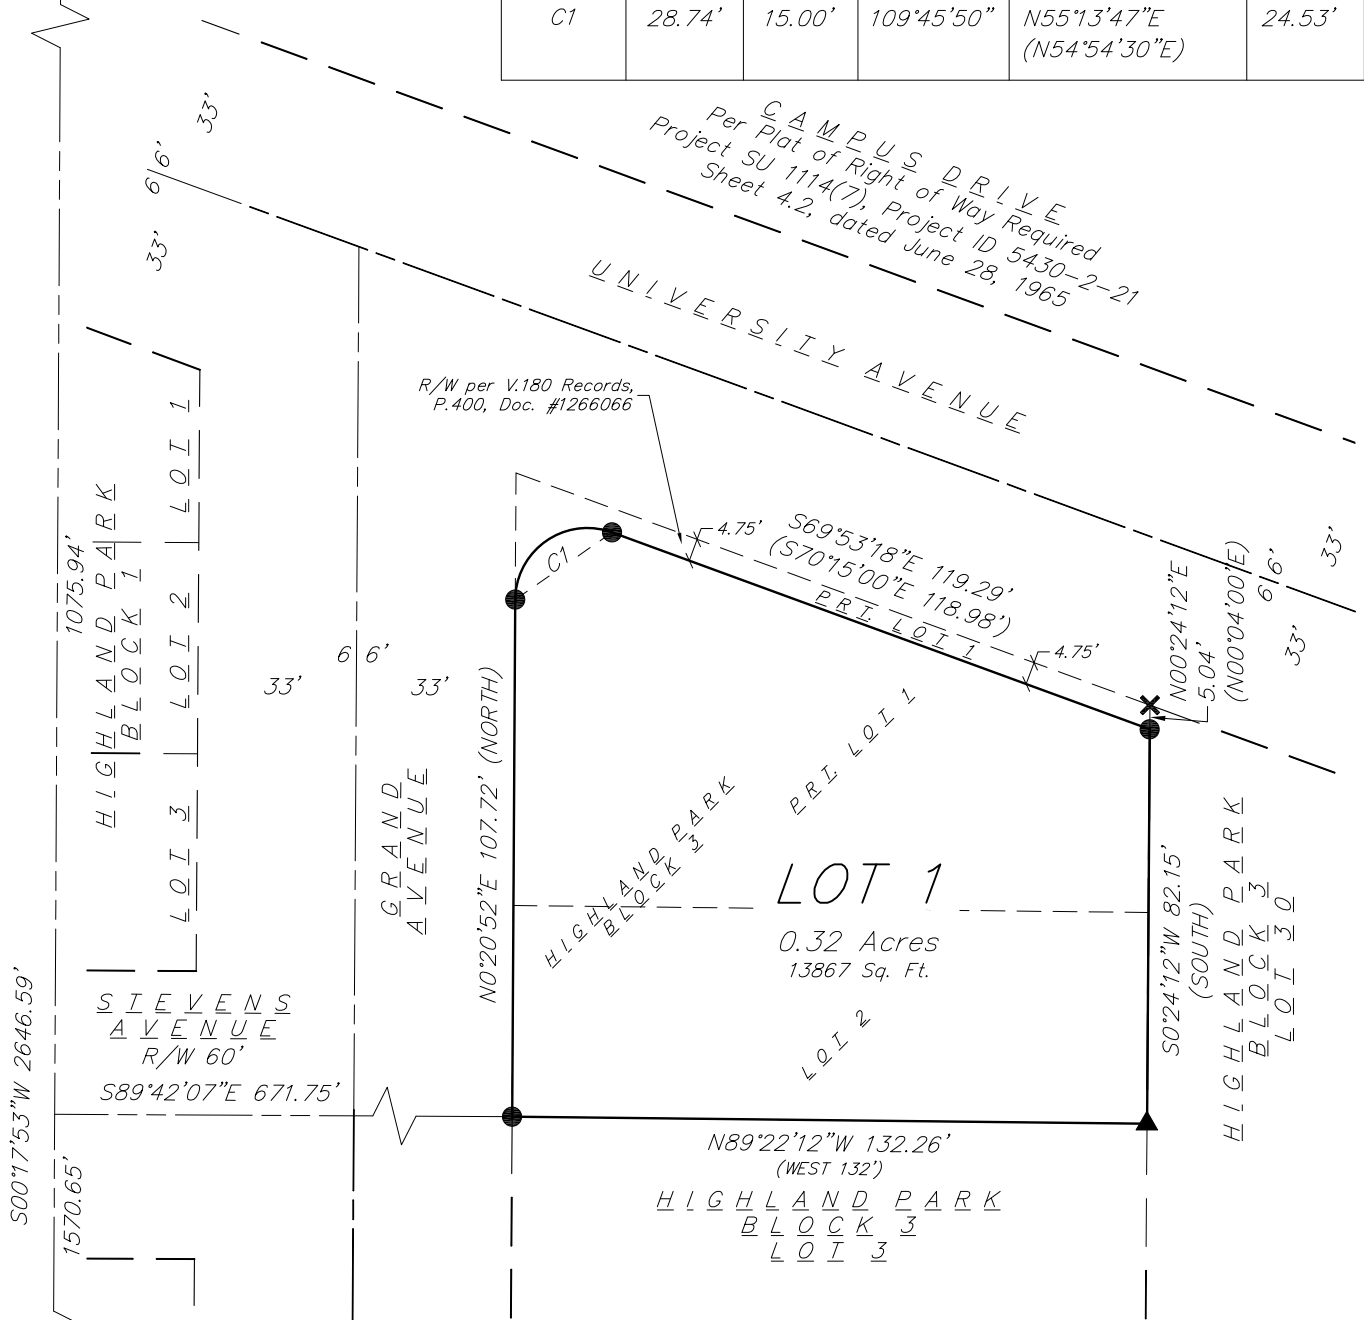 C1 28.74' 15.00' 109°45'50" N55°13'47"E 24.53'
(N54°54'30"E)
CAMPUS DRIVE
Per Plat of Right of Way Required
Project SU 1114(7), Project ID 5430-2-21
Sheet 4.2, dated June 28, 1965
33'
66'
33'
UNIVERSITY AVENUE
R/W per V.180 Records,
P.400, Doc. #1266066
4.75'
S69°53'18"E 119.29'
(S70°15'00"E 118.98')
PRT. LOT 1
4.75'
C1
33'
66'
33'
N00°24'12"E
5.04'
(N00°04'00"E)
HIGHLAND PARK
BLOCK 1
LOT 1
LOT 2
LOT 3
1075.94'
66'
33'
33'
GRAND
AVENUE
N0°20'52"E 107.72' (NORTH)
HIGHLAND PARK
BLOCK 3
PRT. LOT 1
LOT 1
0.32 Acres
13867 Sq. Ft.
LOT 2
S0°24'12"W 82.15'
(SOUTH)
HIGHLAND PARK
BLOCK 3
LOT 30
STEVENS
AVENUE
R/W 60'
S89°42'07"E 671.75'
S00°17'53"W 2646.59'
1570.65'
N89°22'12"W 132.26'
(WEST 132')
HIGHLAND PARK
BLOCK 3
LOT 3